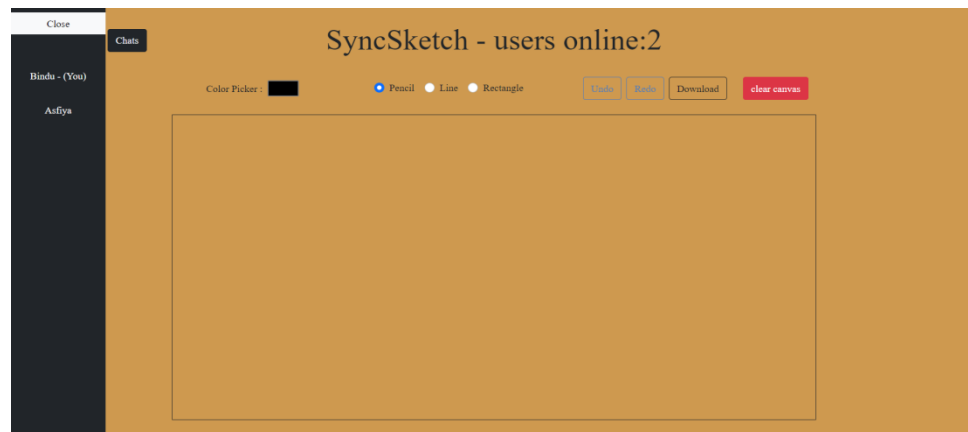 Close
Chats
SyncSketch - users online:2
Bindu - (You)
Asfiya
Color Picker :
Pencil Line Rectangle
Undo Redo Download clear canvas